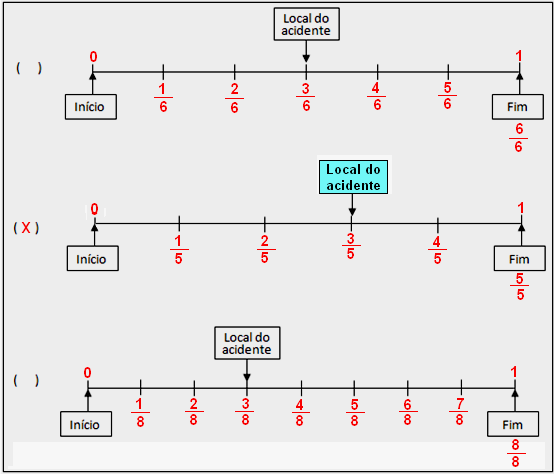 Local do
acidente
0 1
( )
Início 1/6 2/6 3/6 4/6 5/6 Fim
6/6
Local do
acidente
0 1
( X )
Início 1/5 2/5 3/5 4/5 Fim
5/5
Local do
acidente
0 1
( )
Início 1/8 2/8 3/8 4/8 5/8 6/8 7/8 Fim
8/8